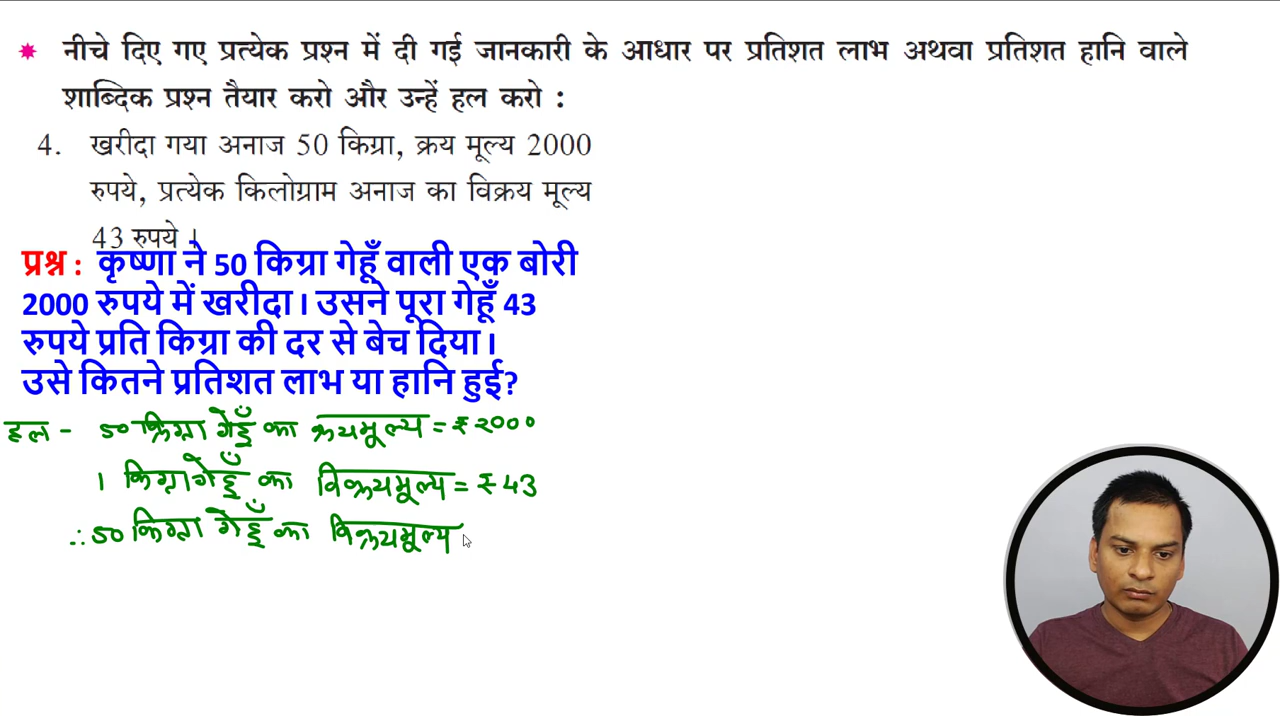 * नीचे दिए गए प्रत्येक प्रश्न में दी गई जानकारी के आधार पर प्रतिशत लाभ अथवा प्रतिशत हानि वाले
शाब्दिक प्रश्न तैयार करो और उन्हें हल करो :
4. खरीदा गया अनाज 50 किग्रा, क्रय मूल्य 2000
रुपये, प्रत्येक किलोग्राम अनाज का विक्रय मूल्य
43 रुपये ।
प्रश्न : कृष्णा ने 50 किग्रा गेहूँ वाली एक बोरी
2000 रुपये में खरीदा। उसने पूरा गेहूँ 43
रुपये प्रति किग्रा की दर से बेच दिया।
उसे कितने प्रतिशत लाभ या हानि हुई?
हल - 50 किग्रा गेहूँ का क्रयमूल्य = ₹ 2000
1 किग्रा गेहूँ का विक्रयमूल्य = ₹ 43
∴ 50 किग्रा गेहूँ का विक्रयमूल्य